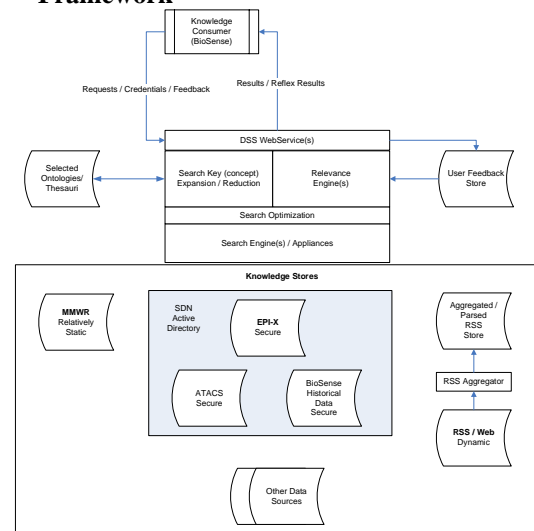 Framework
Knowledge
Consumer
(BioSense)
Requests / Credentials / Feedback
Results / Reflex Results
DSS WebService(s)
Selected
Ontologies/
Thesauri
Search Key (concept)
Expansion / Reduction
Relevance
Engine(s)
User Feedback
Store
Search Optimization
Search Engine(s) / Appliances
Knowledge Stores
MMWR
Relatively
Static
SDN
Active
Directory
EPI-X
Secure
Aggregated /
Parsed
RSS
Store
ATACS
Secure
BioSense
Historical
Data
Secure
RSS Aggregator
RSS / Web
Dynamic
Other Data
Sources